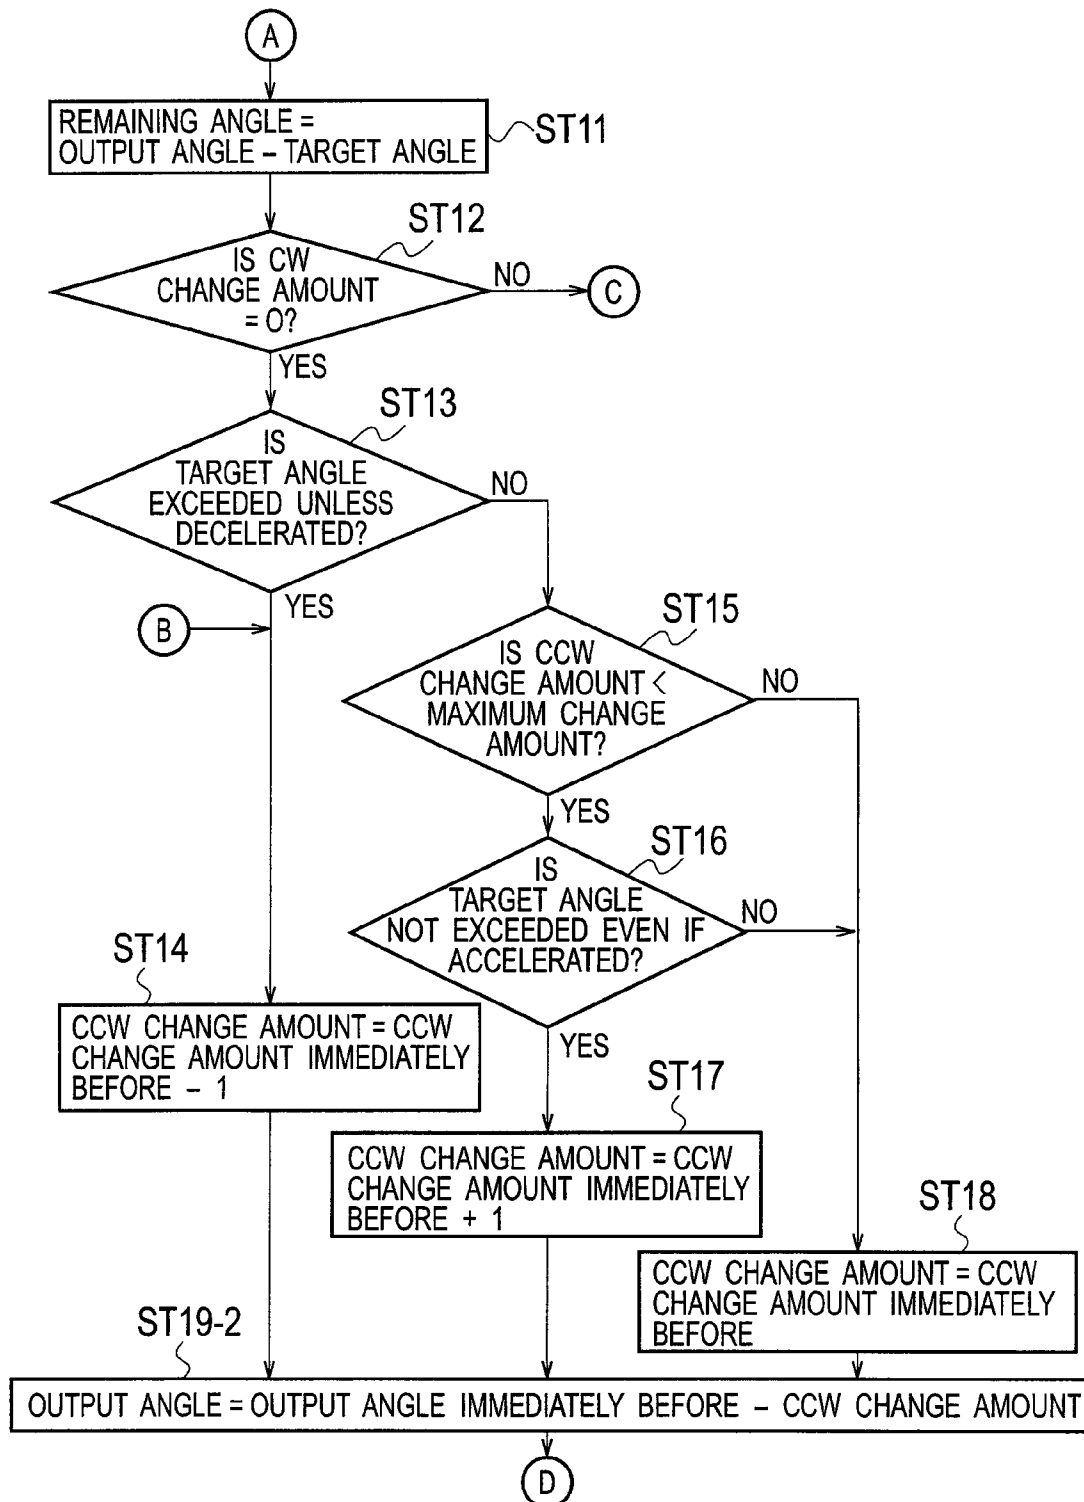 A
REMAINING ANGLE =
OUTPUT ANGLE – TARGET ANGLE
ST11
ST12
IS CW
CHANGE AMOUNT
= O?
NO
C
YES
ST13
IS
TARGET ANGLE
EXCEEDED UNLESS
DECELERATED?
NO
YES
B
ST15
IS CCW
CHANGE AMOUNT <
MAXIMUM CHANGE
AMOUNT?
NO
YES
ST16
IS
TARGET ANGLE
NOT EXCEEDED EVEN IF
ACCELERATED?
NO
YES
ST14
CCW CHANGE AMOUNT = CCW
CHANGE AMOUNT IMMEDIATELY
BEFORE – 1
ST17
CCW CHANGE AMOUNT = CCW
CHANGE AMOUNT IMMEDIATELY
BEFORE + 1
ST18
CCW CHANGE AMOUNT = CCW
CHANGE AMOUNT IMMEDIATELY
BEFORE
ST19-2
OUTPUT ANGLE = OUTPUT ANGLE IMMEDIATELY BEFORE – CCW CHANGE AMOUNT
D